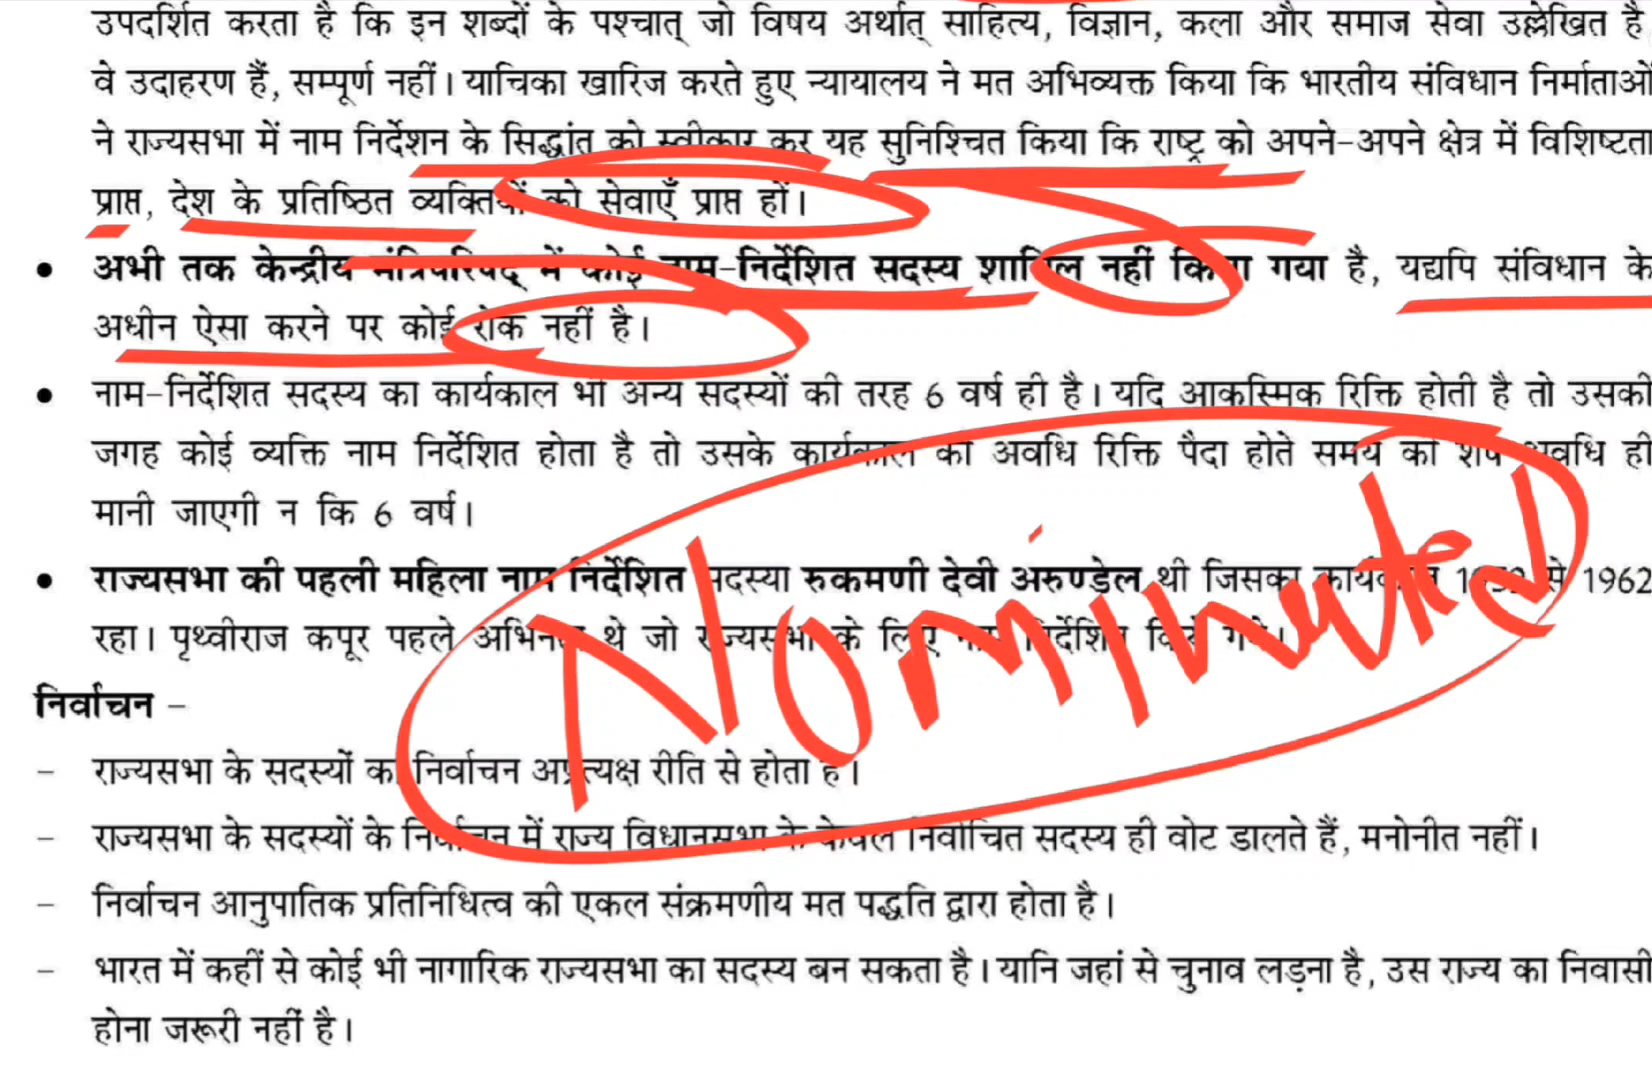 उपदर्शित करता है कि इन शब्दों के पश्चात् जो विषय अर्थात् साहित्य, विज्ञान, कला और समाज सेवा उल्लेखित है,
वे उदाहरण हैं, सम्पूर्ण नहीं। याचिका खारिज करते हुए न्यायालय ने मत अभिव्यक्त किया कि भारतीय संविधान निर्माताओं
ने राज्यसभा में नाम निर्देशन के सिद्धांत को स्वीकार कर यह सुनिश्चित किया कि राष्ट्र को अपने-अपने क्षेत्र में विशिष्टता
प्राप्त, देश के प्रतिष्ठित व्यक्तियों की सेवाएँ प्राप्त हों।
• अभी तक केन्द्रीय मंत्रिपरिषद् में कोई नाम-निर्देशित सदस्य शामिल नहीं किया गया है, यद्यपि संविधान के
अधीन ऐसा करने पर कोई रोक नहीं है।
• नाम-निर्देशित सदस्य का कार्यकाल भी अन्य सदस्यों की तरह 6 वर्ष ही है। यदि आकस्मिक रिक्ति होती है तो उसकी
जगह कोई व्यक्ति नाम निर्देशित होता है तो उसके कार्यकाल की अवधि रिक्ति पैदा होते समय की शेष अवधि ही
मानी जाएगी न कि 6 वर्ष।
• राज्यसभा की पहली महिला नाम निर्देशित सदस्या रुकमणी देवी अरुण्डेल थी जिसका कार्यकाल 1952 से 1962
रहा। पृथ्वीराज कपूर पहले अभिनेता थे जो राज्यसभा के लिए नाम निर्देशित किए गये।
Nominated
निर्वाचन –
– राज्यसभा के सदस्यों का निर्वाचन अप्रत्यक्ष रीति से होता है।
– राज्यसभा के सदस्यों के निर्वाचन में राज्य विधानसभा के केवल निर्वाचित सदस्य ही वोट डालते हैं, मनोनीत नहीं।
– निर्वाचन आनुपातिक प्रतिनिधित्व की एकल संक्रमणीय मत पद्धति द्वारा होता है।
– भारत में कहीं से कोई भी नागारिक राज्यसभा का सदस्य बन सकता है। यानि जहां से चुनाव लड़ना है, उस राज्य का निवासी
होना जरूरी नहीं है।